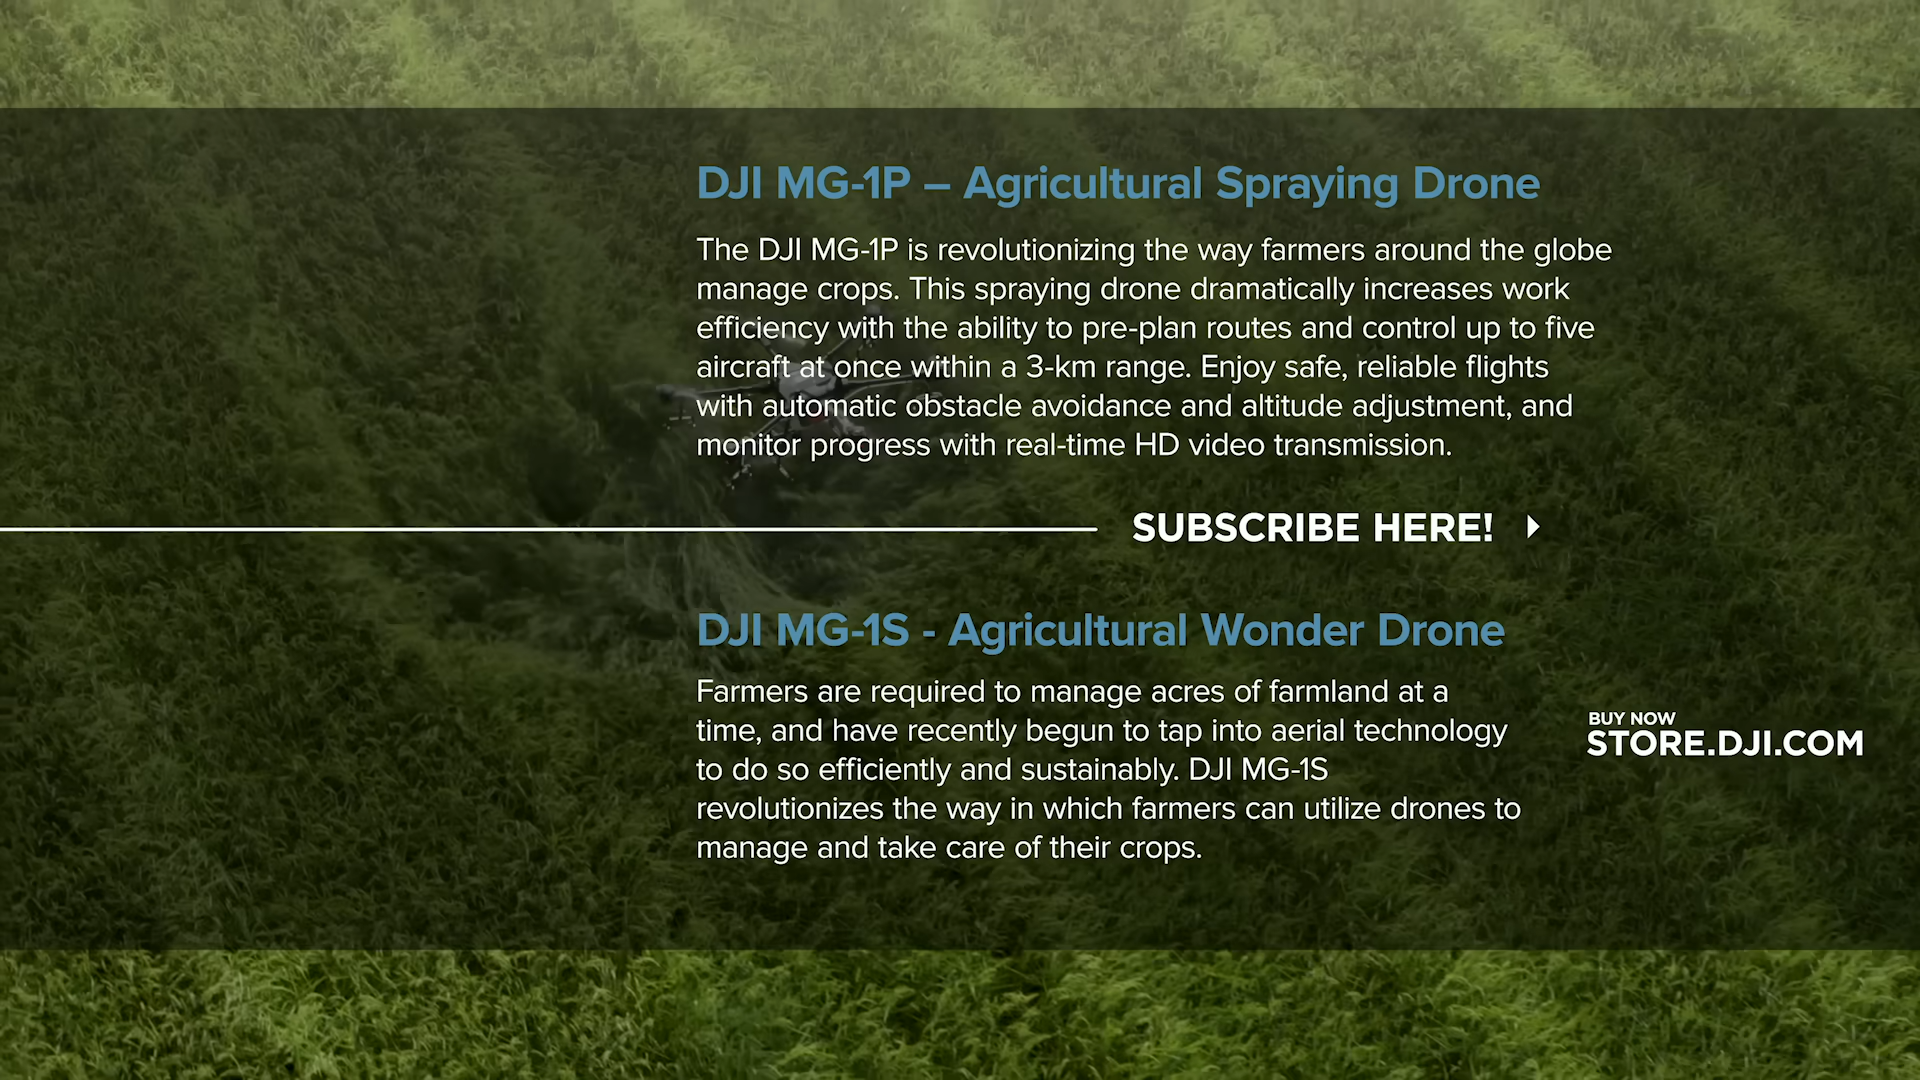 DJI MG-1P – Agricultural Spraying Drone
The DJI MG-1P is revolutionizing the way farmers around the globe
manage crops. This spraying drone dramatically increases work
efficiency with the ability to pre-plan routes and control up to five
aircraft at once within a 3-km range. Enjoy safe, reliable flights
with automatic obstacle avoidance and altitude adjustment, and
monitor progress with real-time HD video transmission.
SUBSCRIBE HERE!
DJI MG-1S - Agricultural Wonder Drone
Farmers are required to manage acres of farmland at a
time, and have recently begun to tap into aerial technology
to do so efficiently and sustainably. DJI MG-1S
revolutionizes the way in which farmers can utilize drones to
manage and take care of their crops.
BUY NOW
STORE.DJI.COM